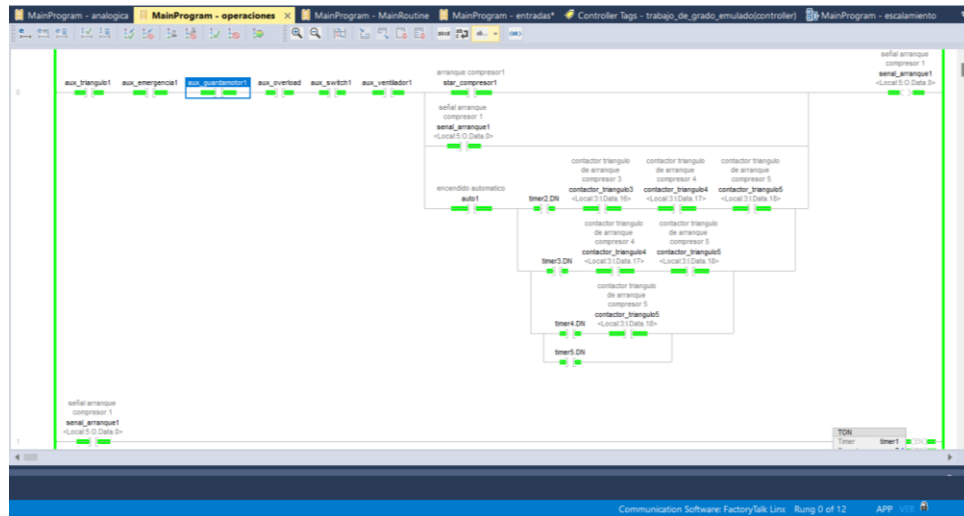 MainProgram - analogica
MainProgram - operaciones
MainProgram - MainRoutine
MainProgram - entradas*
Controller Tags - trabajo_de_grado_emulado(controller)
MainProgram - escalamiento
abcd
ab...
señal arranque
compresor 1
senal_arranque1
<Local:5:O.Data.0>
arranque compresor1
aux_triangulo1 aux_emergencia1 aux_guardamotor1 aux_overload aux_switch1 aux_ventilador1 star_compresor1
0
señal arranque
compresor 1
senal_arranque1
<Local:5:O.Data.0>
contactor triangulo contactor triangulo contactor triangulo
de arranque de arranque de arranque
compresor 3 compresor 4 compresor 5
encendido automatico
auto1 timer2.DN
contactor_triangulo3 contactor_triangulo4 contactor_triangulo5
<Local:3:I.Data.16> <Local:3:I.Data.17> <Local:3:I.Data.18>
contactor triangulo contactor triangulo
de arranque de arranque
compresor 4 compresor 5
contactor_triangulo4 contactor_triangulo5
timer3.DN <Local:3:I.Data.17> <Local:3:I.Data.18>
contactor triangulo
de arranque
compresor 5
contactor_triangulo5
timer4.DN <Local:3:I.Data.18>
timer5.DN
señal arranque
compresor 1
senal_arranque1
<Local:5:O.Data.0>
1
TON
Timer timer1 EN
Communication Software: FactoryTalk Linx Rung 0 of 12 APP VER